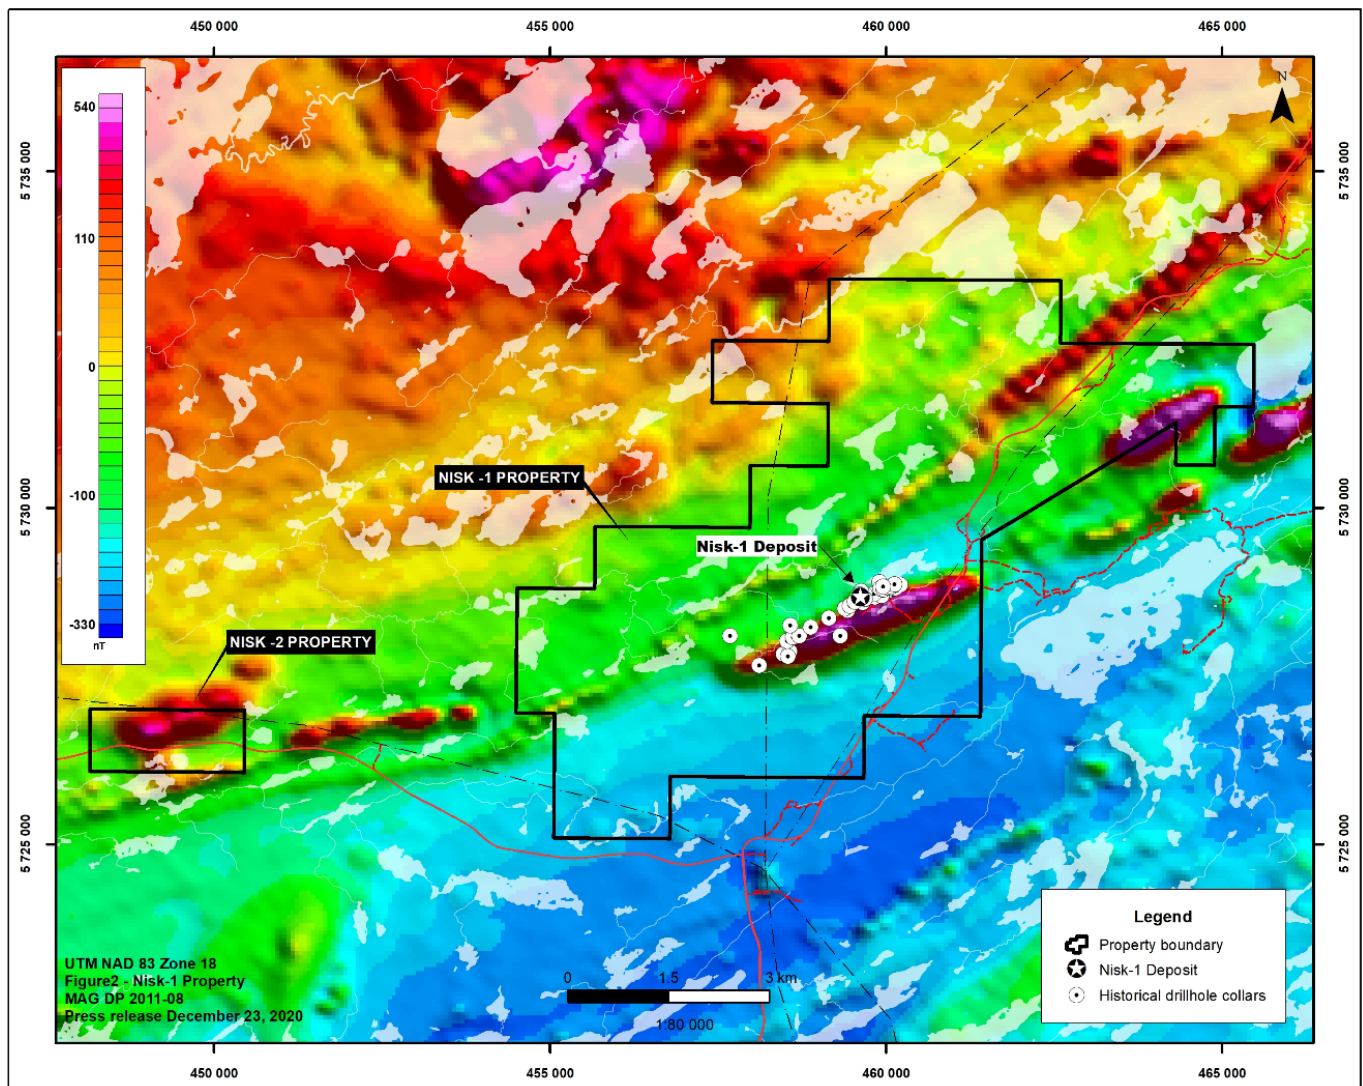 450 000
455 000
460 000
465 000
540
110
0
-100
-330
nT
N
5 735 000
5 735 000
NISK -1 PROPERTY
5 730 000
5 730 000
Nisk-1 Deposit
NISK -2 PROPERTY
5 725 000
5 725 000
Legend
Property boundary
Nisk-1 Deposit
Historical drillhole collars
UTM NAD 83 Zone 18
Figure2 - Nisk-1 Property
MAG DP 2011-08
Press release December 23, 2020
0 1.5 3 km
1:80 000
450 000
455 000
460 000
465 000